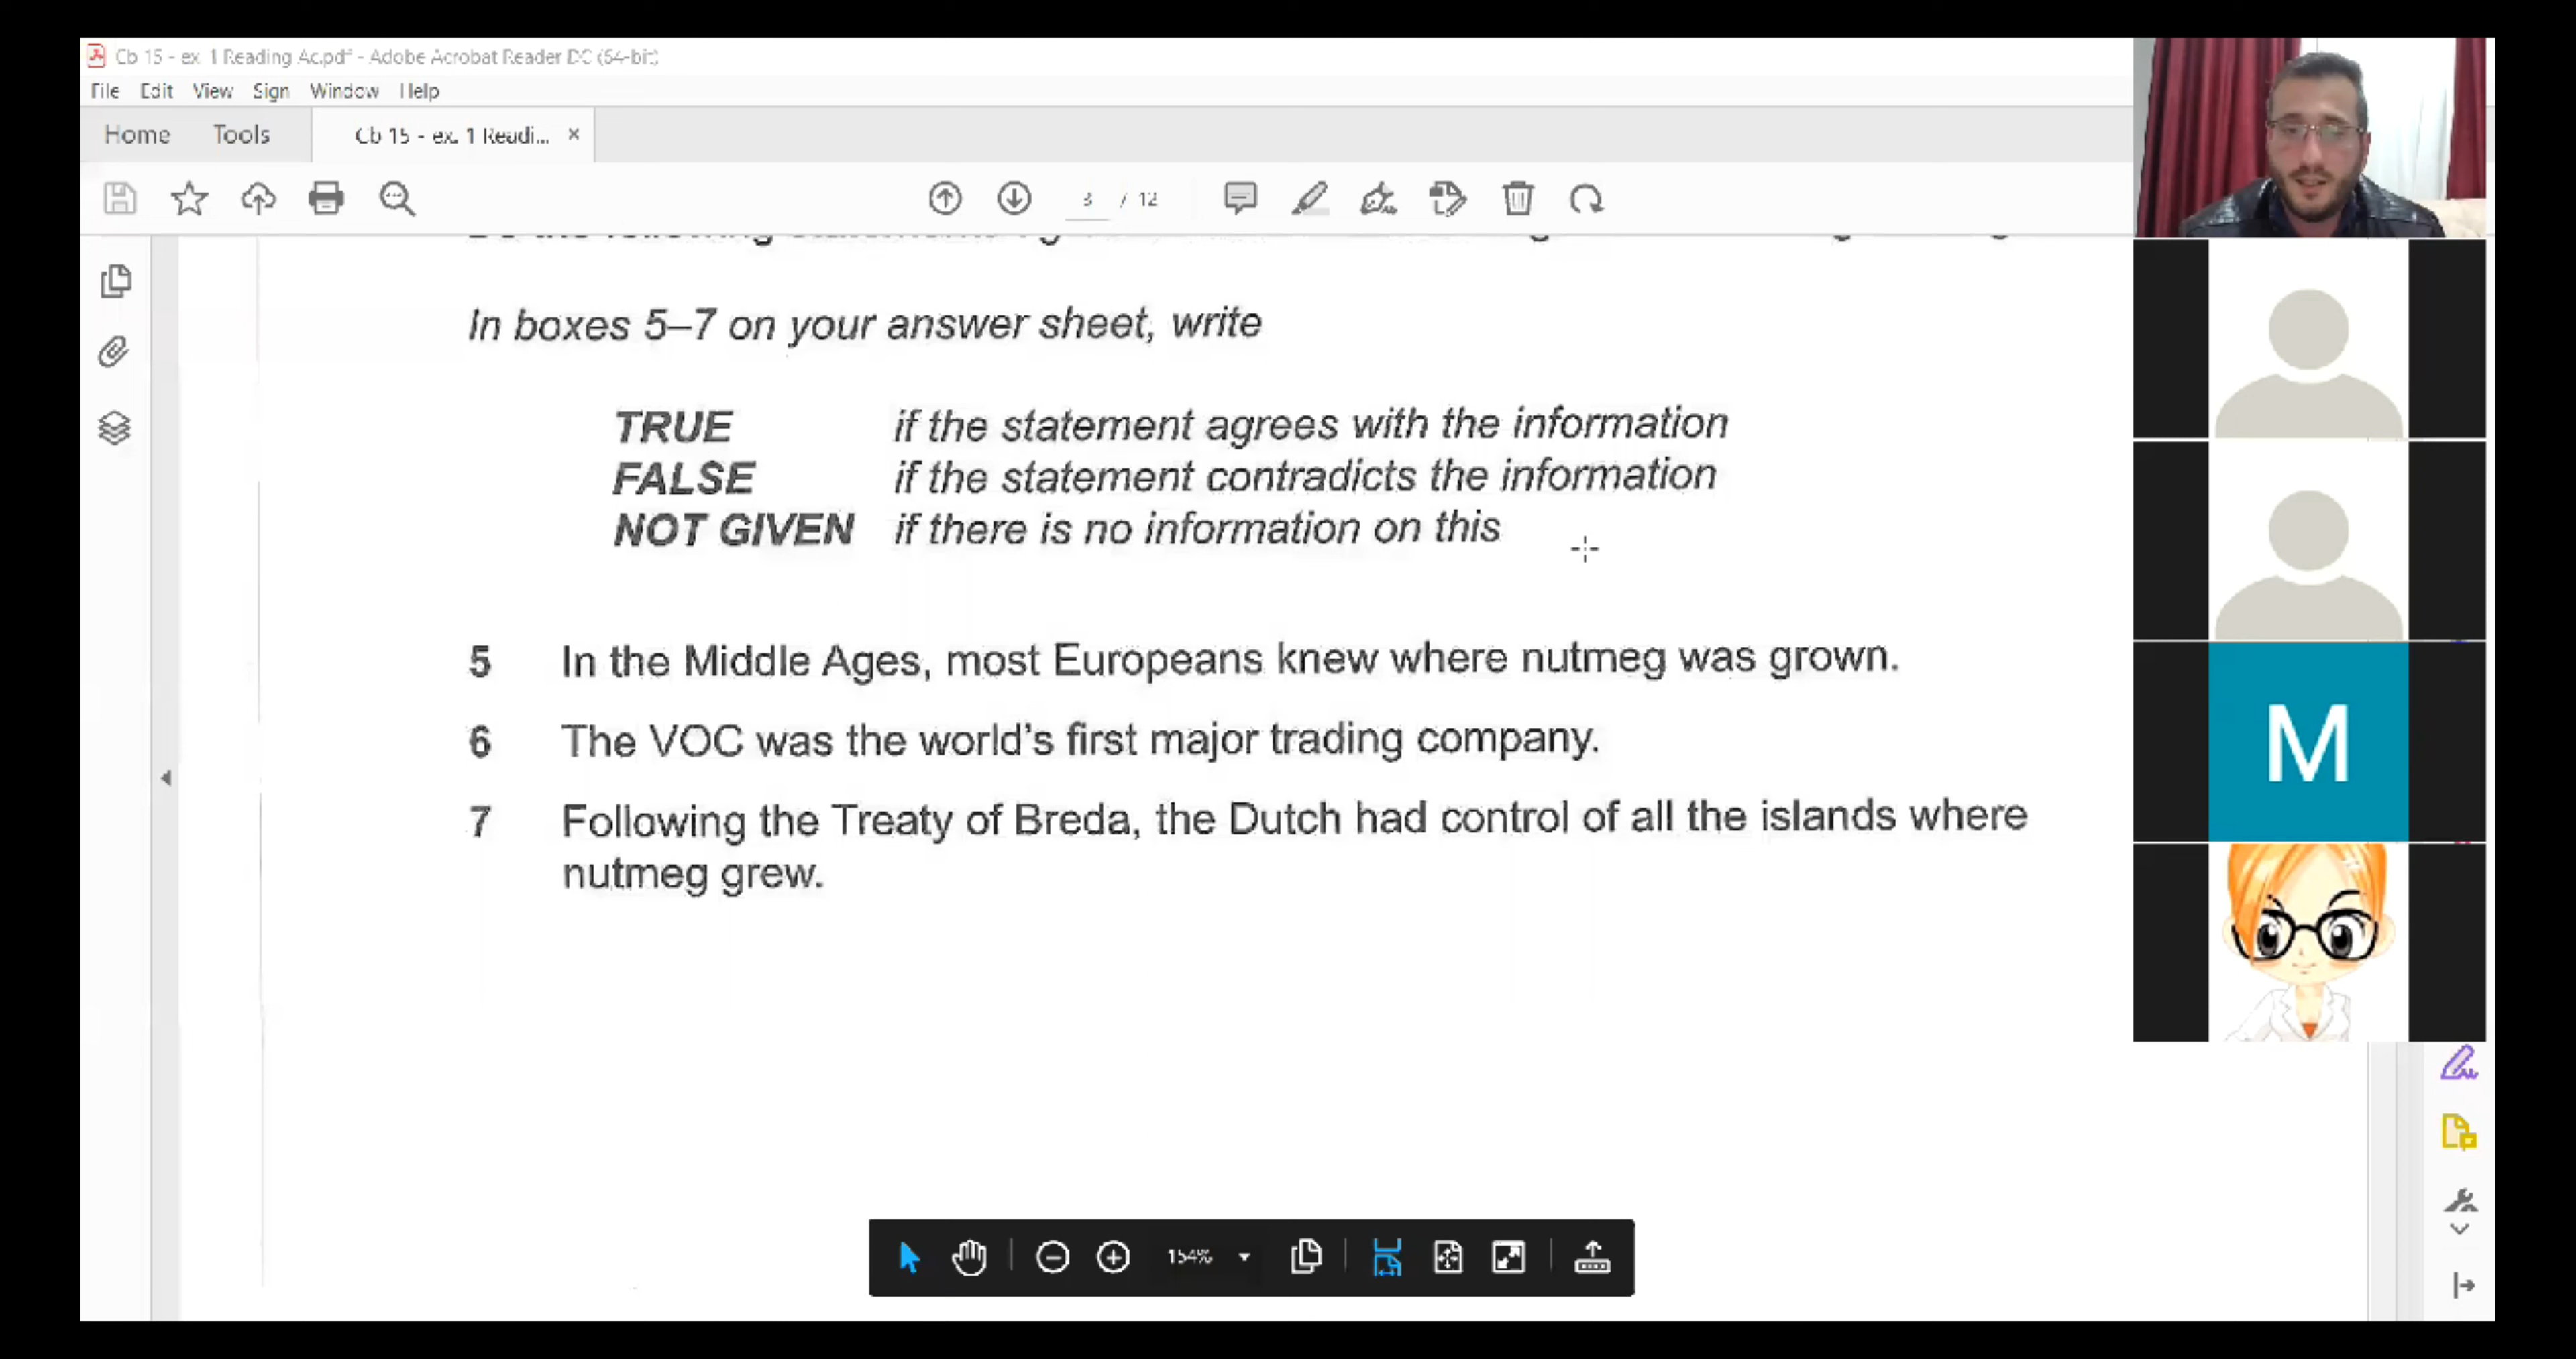 Cb 15 - ex. 1 Reading Ac.pdf - Adobe Acrobat Reader DC (64-bit)
File Edit View Sign Window Help
Home Tools Cb 15 - ex. 1 Readi... ×
3 / 12
In boxes 5–7 on your answer sheet, write
TRUE if the statement agrees with the information
FALSE if the statement contradicts the information
NOT GIVEN if there is no information on this
5 In the Middle Ages, most Europeans knew where nutmeg was grown.
6 The VOC was the world's first major trading company.
7 Following the Treaty of Breda, the Dutch had control of all the islands where
nutmeg grew.
M
154%